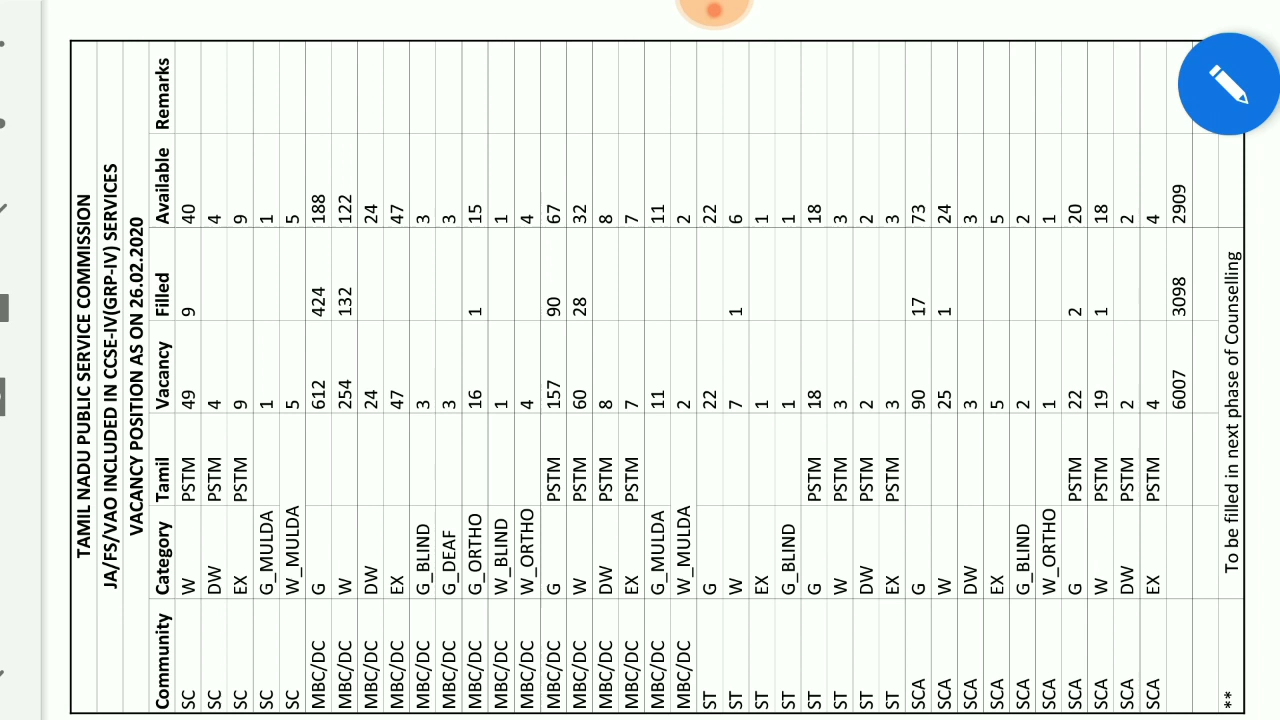 TAMIL NADU PUBLIC SERVICE COMMISSION
JA/FS/VAO INCLUDED IN CCSE-IV(GRP-IV) SERVICES
VACANCY POSITION AS ON 26.02.2020
Community Category Tamil Vacancy Filled Available Remarks
SC W PSTM 49 9 40
SC DW PSTM 4 4
SC EX PSTM 9 9
SC G_MULDA 1 1
SC W_MULDA 5 5
MBC/DC G 612 424 188
MBC/DC W 254 132 122
MBC/DC DW 24 24
MBC/DC EX 47 47
MBC/DC G_BLIND 3 3
MBC/DC G_DEAF 3 3
MBC/DC G_ORTHO 16 1 15
MBC/DC W_BLIND 1 1
MBC/DC W_ORTHO 4 4
MBC/DC G PSTM 157 90 67
MBC/DC W PSTM 60 28 32
MBC/DC DW PSTM 8 8
MBC/DC EX PSTM 7 7
MBC/DC G_MULDA 11 11
MBC/DC W_MULDA 2 2
ST G 22 22
ST W 7 1 6
ST EX 1 1
ST G_BLIND 1 1
ST G PSTM 18 18
ST W PSTM 3 3
ST DW PSTM 2 2
ST EX PSTM 3 3
SCA G 90 17 73
SCA W 25 1 24
SCA DW 3 3
SCA EX 5 5
SCA G_BLIND 2 2
SCA W_ORTHO 1 1
SCA G PSTM 22 2 20
SCA W PSTM 19 1 18
SCA DW PSTM 2 2
SCA EX PSTM 4 4
6007 3098 2909
** To be filled in next phase of Counselling